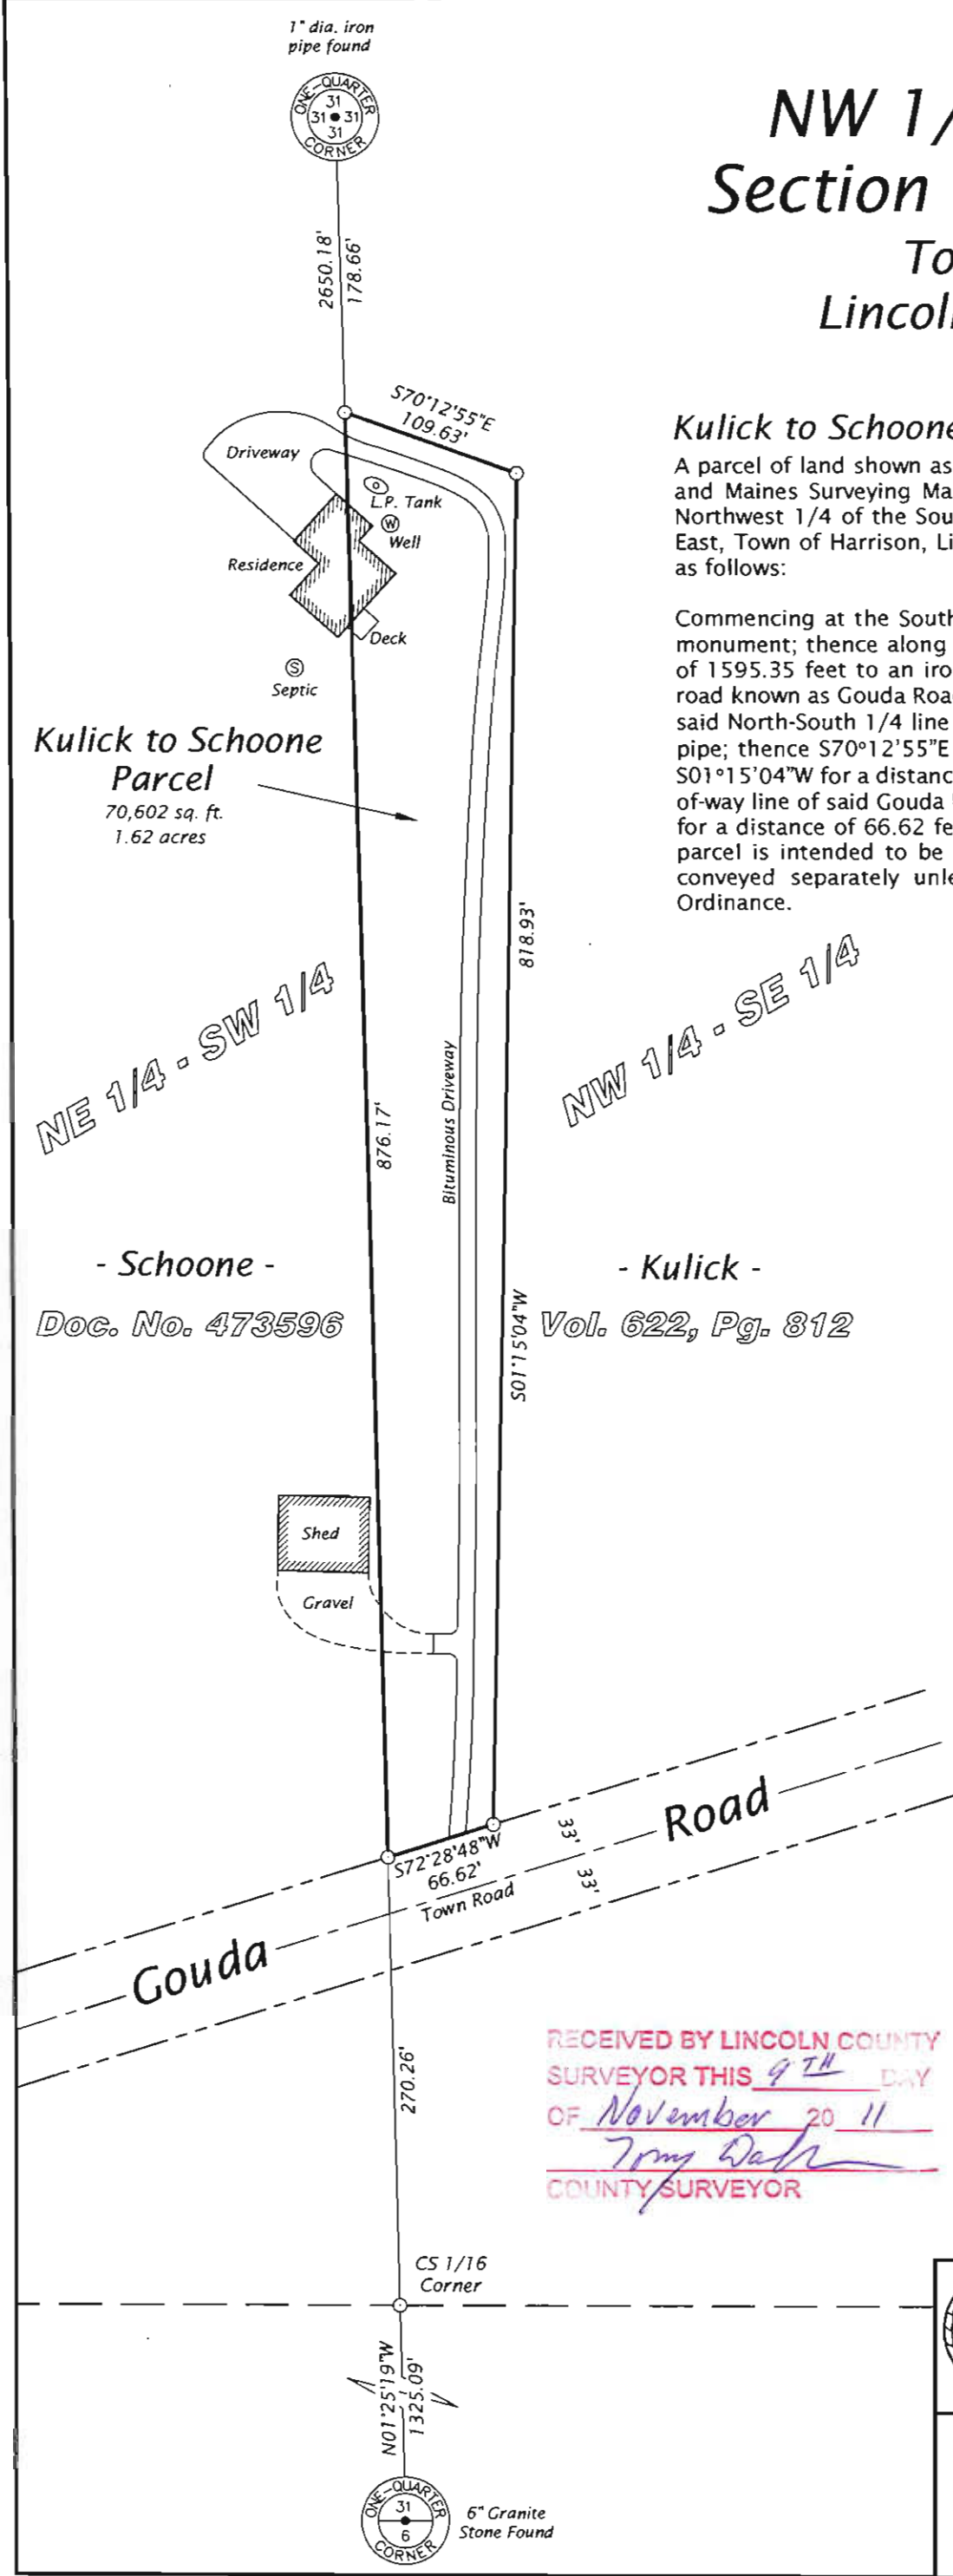 1" dia. iron
pipe found
ONE-QUARTER
31
31 31
31
CORNER
2650.18'
178.66'
NW 1/
Section
To
Lincol
S70°12'55"E
109.63'
Driveway
L.P. Tank
W
Well
Residence
Deck
S
Septic
Kulick to Schoone
Parcel
70,602 sq. ft.
1.62 acres
Kulick to Schoone
A parcel of land shown as
and Maines Surveying Ma
Northwest 1/4 of the Sou
East, Town of Harrison, Li
as follows:
Commencing at the South
monument; thence along
of 1595.35 feet to an iro
road known as Gouda Roa
said North-South 1/4 line
pipe; thence S70°12'55"E
S01°15'04"W for a distanc
of-way line of said Gouda
for a distance of 66.62 fe
parcel is intended to be
conveyed separately unle
Ordinance.
818.93'
NE 1/4 - SW 1/4
NW 1/4 - SE 1/4
876.17'
Bituminous Driveway
- Schoone -
Doc. No. 473596
- Kulick -
Vol. 622, Pg. 812
S01°15'04"W
Shed
Gravel
S72°28'48"W
66.62'
Town Road
33'
33'
Gouda Road
270.26'
RECEIVED BY LINCOLN COUNTY
SURVEYOR THIS 9TH DAY
OF November 20 11
COUNTY SURVEYOR
CS 1/16
Corner
N01°25'19"W
1325.09'
ONE-QUARTER
31
6
CORNER
6" Granite
Stone Found